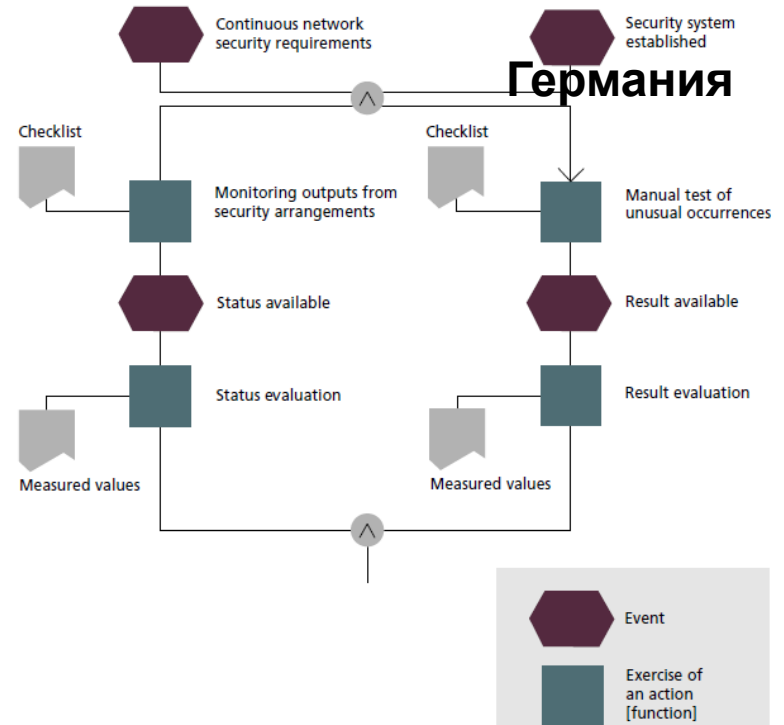 Continuous network
security requirements
Security system
established
Германия
Checklist
Checklist
Monitoring outputs from
security arrangements
Manual test of
unusual occurrences
Status available
Result available
Status evaluation
Result evaluation
Measured values
Measured values
Event
Exercise of
an action
[function]